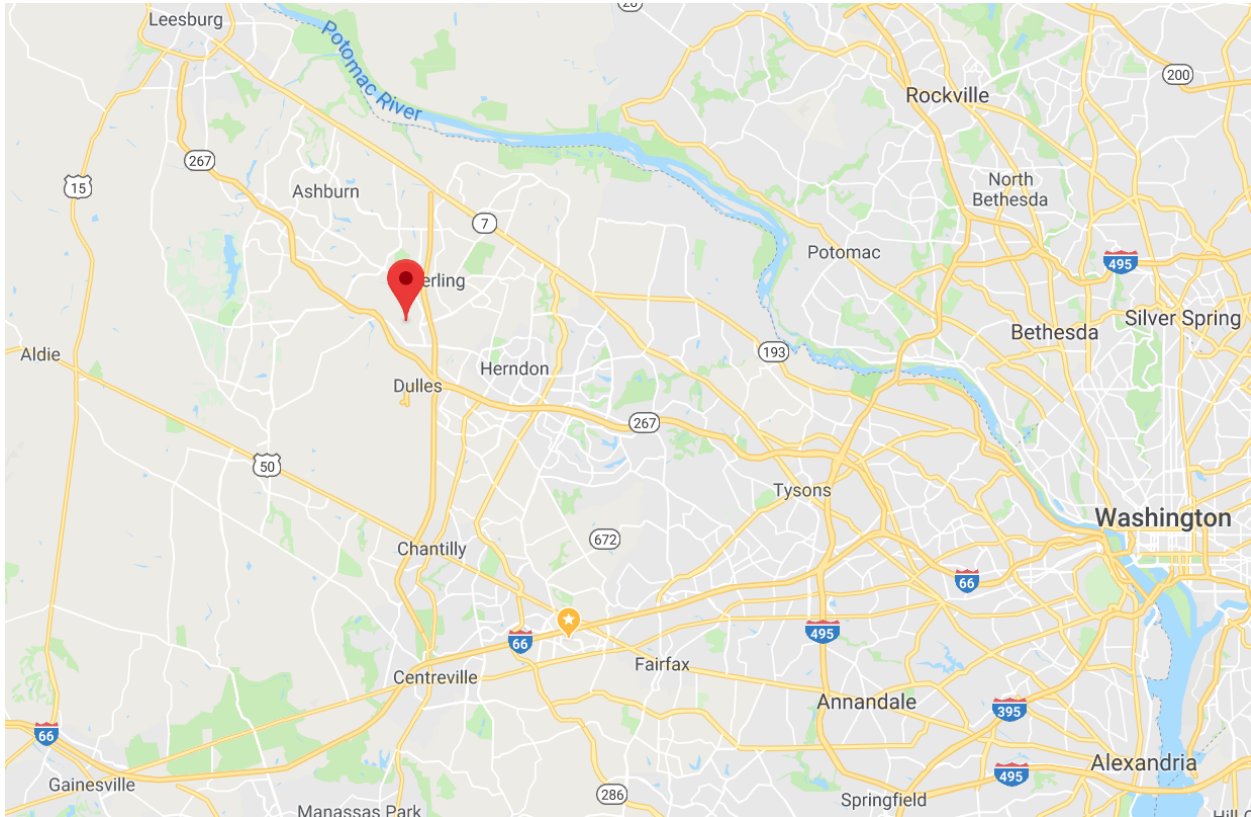 28
Leesburg
Potomac River
200
Rockville
267
15
Ashburn
North
Bethesda
7
Potomac
495
erling
Silver Spring
Bethesda
193
Aldie
Herndon
Dulles
267
50
Tysons
Washington
672
Chantilly
66
495
66
Fairfax
Centreville
Annandale
395
66
Alexandria
495
Gainesville
286
Springfield
Manassas Park